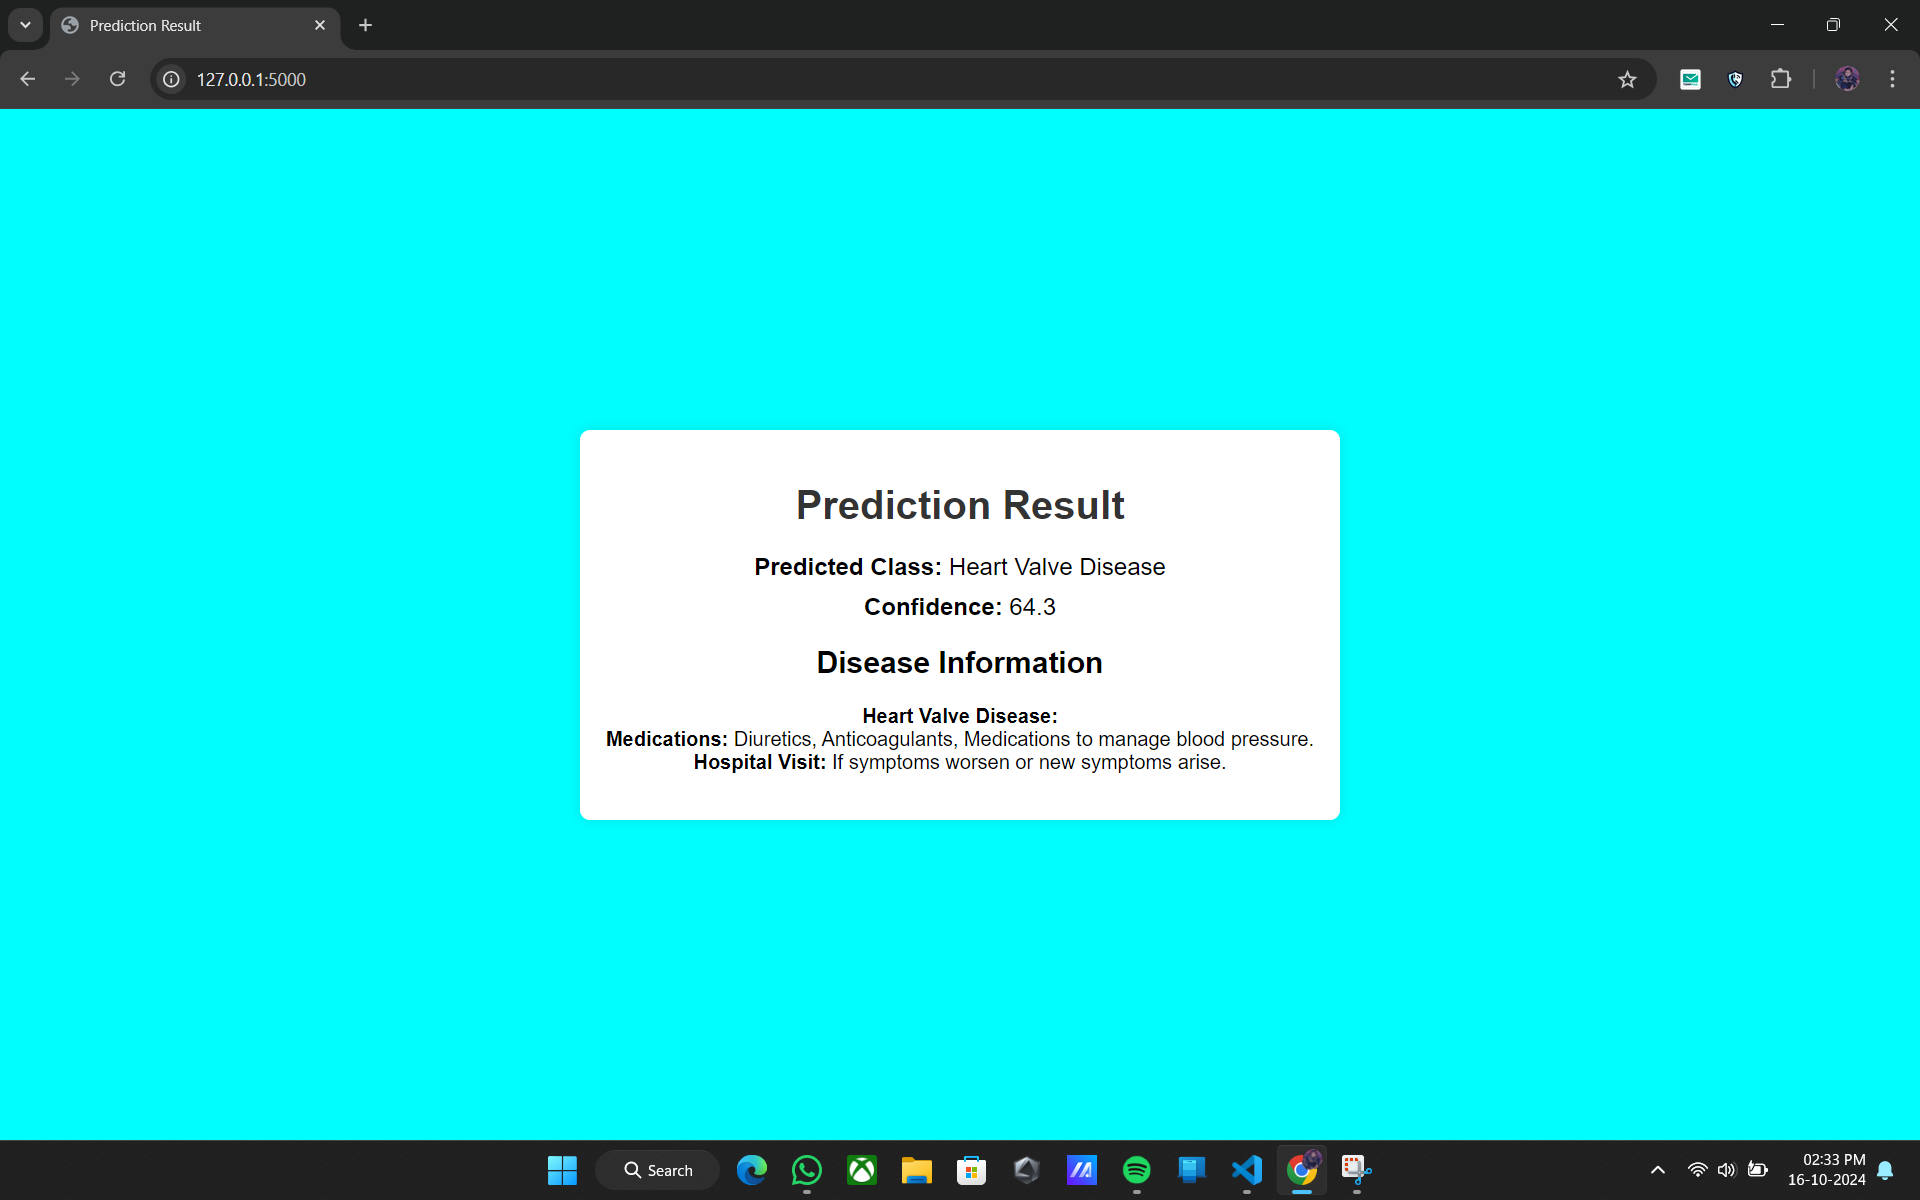 Prediction Result
127.0.0.1:5000
Prediction Result
Predicted Class: Heart Valve Disease
Confidence: 64.3
Disease Information
Heart Valve Disease:
Medications: Diuretics, Anticoagulants, Medications to manage blood pressure.
Hospital Visit: If symptoms worsen or new symptoms arise.
Search
02:33 PM
16-10-2024